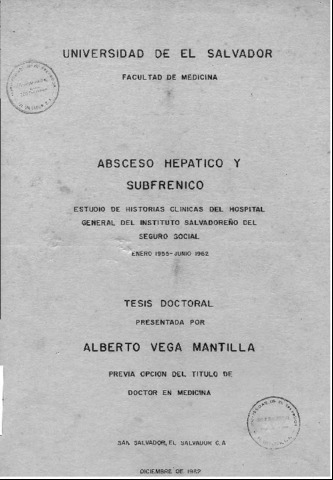 UNIVERSIDAD DE EL SALVADOR
FACULTAD DE MEDICINA
ABSCESO HEPATICO Y
SUBFRENICO
ESTUDIO DE HISTORIAS CLINICAS DEL HOSPITAL
GENERAL DEL INSTITUTO SALVADOREÑO DEL
SEGURO SOCIAL
ENERO 1955-JUNIO 1962
TESIS DOCTORAL
PRESENTADA POR
ALBERTO VEGA MANTILLA
PREVIA OPCION DEL TITULO DE
DOCTOR EN MEDICINA
SAN SALVADOR, EL SALVADOR C.A
DICIEMBRE DE 1962